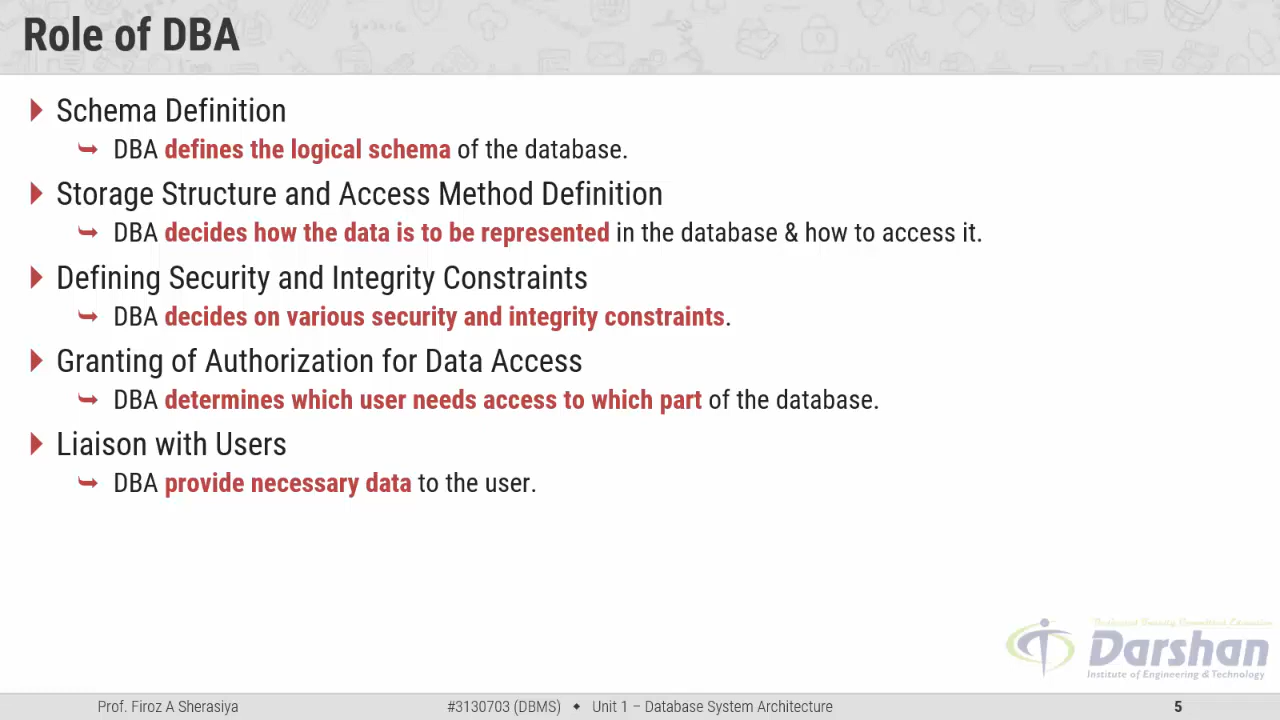 Role of DBA
Schema Definition
DBA defines the logical schema of the database.
Storage Structure and Access Method Definition
DBA decides how the data is to be represented in the database & how to access it.
Defining Security and Integrity Constraints
DBA decides on various security and integrity constraints.
Granting of Authorization for Data Access
DBA determines which user needs access to which part of the database.
Liaison with Users
DBA provide necessary data to the user.
Darshan
Institute of Engineering & Technology
Prof. Firoz A Sherasiya #3130703 (DBMS) ◆ Unit 1 – Database System Architecture 5